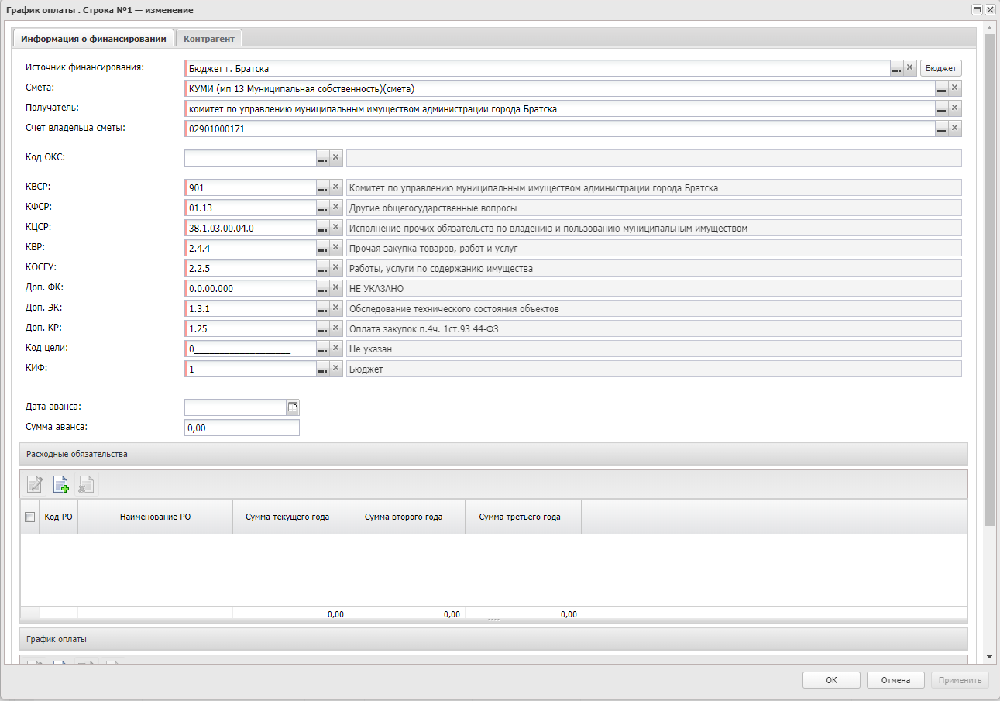 График оплаты . Строка №1 — изменение
Информация о финансировании Контрагент
Источник финансирования: Бюджет г. Братска ... Бюджет
Смета: КУМИ (мп 13 Муниципальная собственность)(смета) ...
Получатель: комитет по управлению муниципальным имуществом администрации города Братска ...
Счет владельца сметы: 02901000171 ...
Код ОКС: ...
КВСР: 901 ... Комитет по управлению муниципальным имуществом администрации города Братска
КФСР: 01.13 ... Другие общегосударственные вопросы
КЦСР: 38.1.03.00.04.0 ... Исполнение прочих обязательств по владению и пользованию муниципальным имуществом
КВР: 2.4.4 ... Прочая закупка товаров, работ и услуг
КОСГУ: 2.2.5 ... Работы, услуги по содержанию имущества
Доп. ФК: 0.0.00.000 ... НЕ УКАЗАНО
Доп. ЭК: 1.3.1 ... Обследование технического состояния объектов
Доп. КР: 1.25 ... Оплата закупок п.4ч. 1ст.93 44-ФЗ
Код цели: 0___________________ ... Не указан
КИФ: 1 ... Бюджет
Дата аванса:
Сумма аванса: 0,00
Расходные обязательства
Код РО Наименование РО Сумма текущего года Сумма второго года Сумма третьего года
0,00 0,00 0,00
График оплаты
ОК Отмена Применить